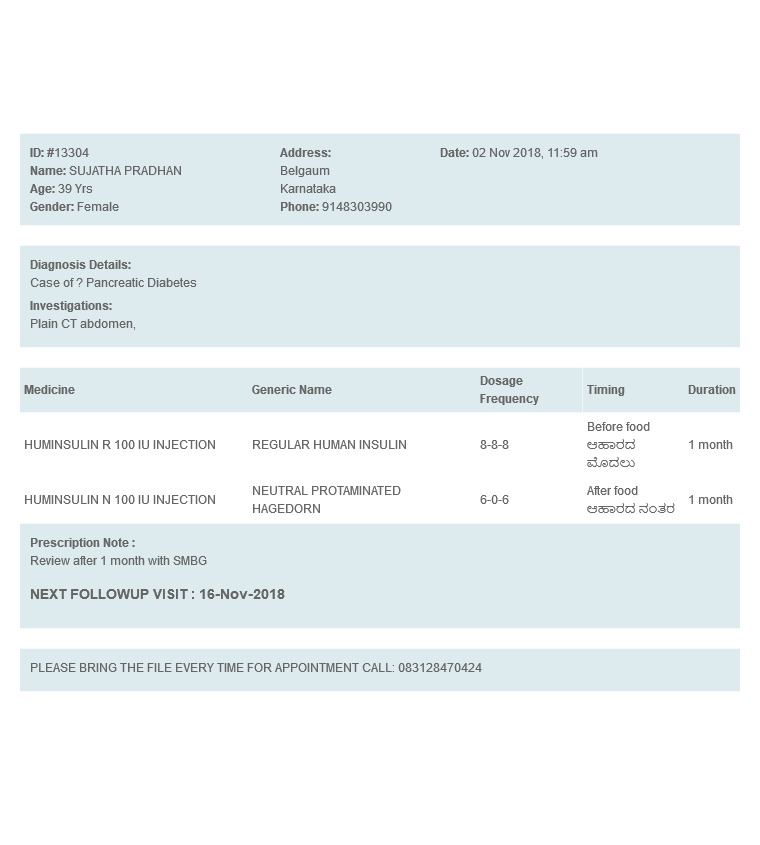 ID: #13304
Name: SUJATHA PRADHAN
Age: 39 Yrs
Gender: Female
Address:
Belgaum
Karnataka
Phone: 9148303990
Date: 02 Nov 2018, 11:59 am
Diagnosis Details:
Case of ? Pancreatic Diabetes
Investigations:
Plain CT abdomen,
Medicine Generic Name Dosage Frequency Timing Duration
HUMINSULIN R 100 IU INJECTION REGULAR HUMAN INSULIN 8-8-8 Before food ಆಹಾರದ ಮೊದಲು 1 month
HUMINSULIN N 100 IU INJECTION NEUTRAL PROTAMINATED HAGEDORN 6-0-6 After food ಆಹಾರದ ನಂತರ 1 month
Prescription Note :
Review after 1 month with SMBG
NEXT FOLLOWUP VISIT : 16-Nov-2018
PLEASE BRING THE FILE EVERY TIME FOR APPOINTMENT CALL: 083128470424